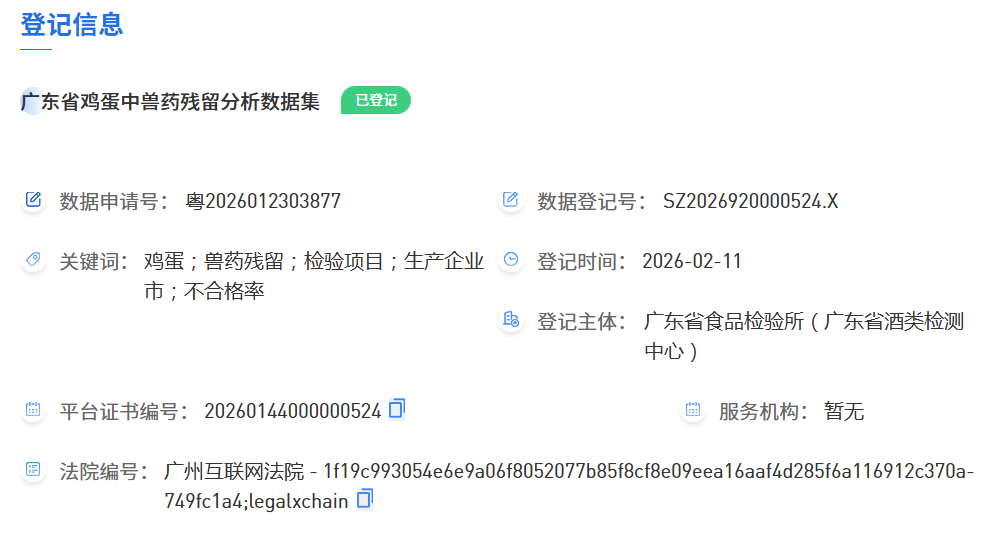 登记信息
广东省鸡蛋中兽药残留分析数据集 已登记
数据申请号： 粤2026012303877 数据登记号： SZ2026920000524.X
关键词： 鸡蛋；兽药残留；检验项目；生产企业 登记时间： 2026-02-11
市；不合格率
登记主体： 广东省食品检验所（广东省酒类检测
中心）
平台证书编号： 20260144000000524 服务机构： 暂无
法院编号： 广州互联网法院 - 1f19c993054e6e9a06f8052077b85f8cf8e09eea16aaf4d285f6a116912c370a-
749fc1a4;legalxchain